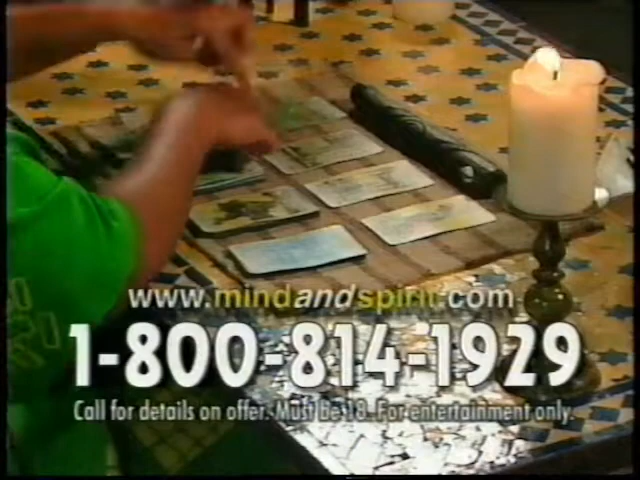 www.mindandspirit.com
1-800-814-1929
Call for details on offer. Must be 18. For entertainment only.